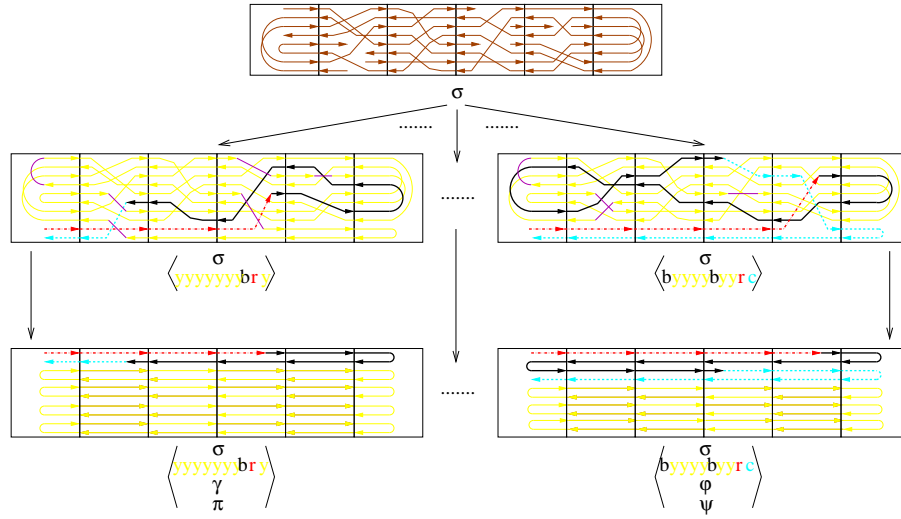 σ
....... .......
.......
σ σ
yyyyyyybry byyyybyyrc
.......
σ σ
yyyyyyybry byyyybyyrc
γ φ
π ψ